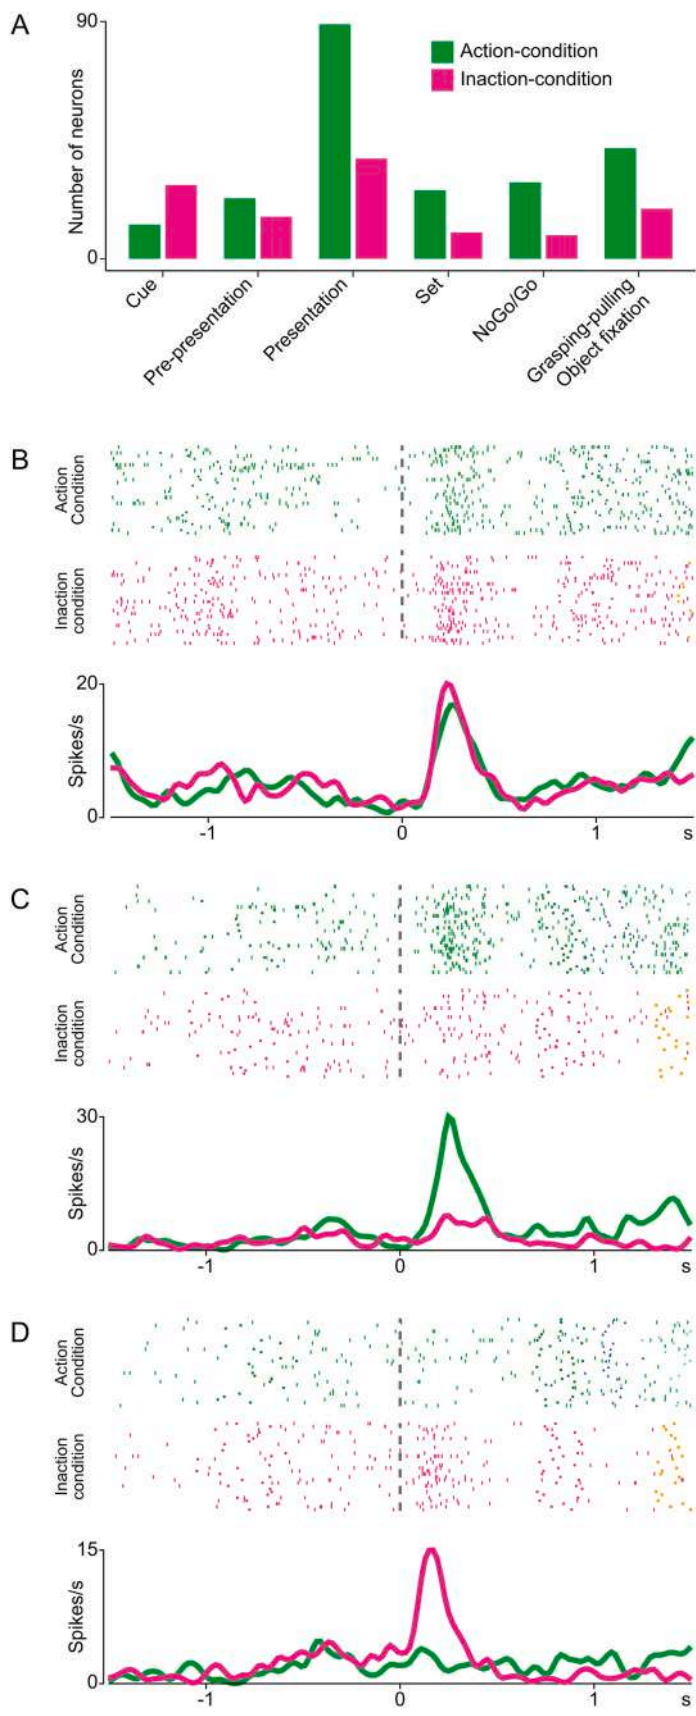 A
90
Number of neurons
0
Action-condition
Inaction-condition
Cue
Pre-presentation
Presentation
Set
NoGo/Go
Grasping-pulling
Object fixation
B
Action
Condition
Inaction
condition
20
Spikes/s
0
-1
0
1
s
C
Action
Condition
Inaction
condition
30
Spikes/s
0
-1
0
1
s
D
Action
Condition
Inaction
condition
15
Spikes/s
0
-1
0
1
s